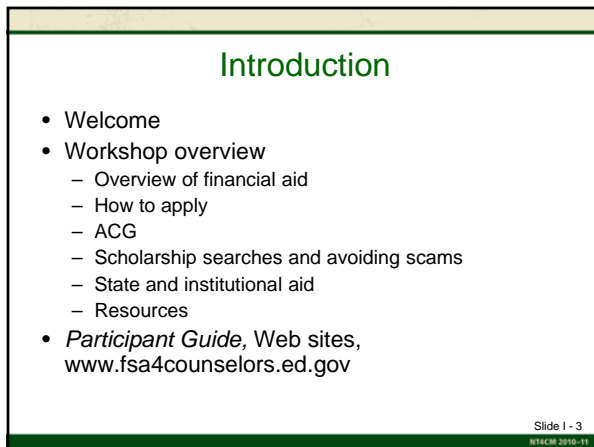 Introduction
• Welcome
• Workshop overview
– Overview of financial aid
– How to apply
– ACG
– Scholarship searches and avoiding scams
– State and institutional aid
– Resources
• Participant Guide, Web sites,
www.fsa4counselors.ed.gov
Slide I - 3
NT4CM 2010–11